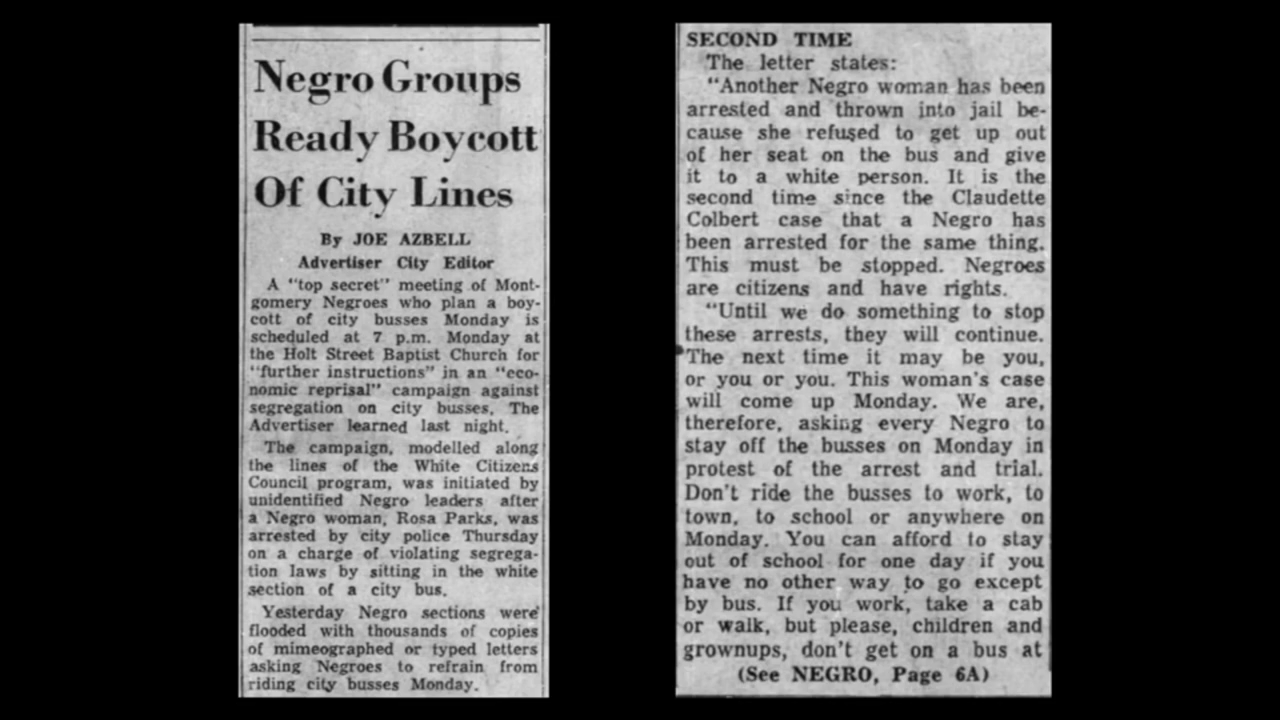 Negro Groups
Ready Boycott
Of City Lines
By JOE AZBELL
Advertiser City Editor
A "top secret" meeting of Mont-
gomery Negroes who plan a boy-
cott of city busses Monday is
scheduled at 7 p.m. Monday at
the Holt Street Baptist Church for
"further instructions" in an "eco-
nomic reprisal" campaign against
segregation on city busses, The
Advertiser learned last night.
The campaign, modelled along
the lines of the White Citizens
Council program, was initiated by
unidentified Negro leaders after
a Negro woman, Rosa Parks, was
arrested by city police Thursday
on a charge of violating segrega-
tion laws by sitting in the white
section of a city bus.
Yesterday Negro sections were
flooded with thousands of copies
of mimeographed or typed letters
asking Negroes to refrain from
riding city busses Monday.
SECOND TIME
The letter states:
"Another Negro woman has been
arrested and thrown into jail be-
cause she refused to get up out
of her seat on the bus and give
it to a white person. It is the
second time since the Claudette
Colbert case that a Negro has
been arrested for the same thing.
This must be stopped. Negroes
are citizens and have rights.
"Until we do something to stop
these arrests, they will continue.
The next time it may be you,
or you or you. This woman's case
will come up Monday. We are,
therefore, asking every Negro to
stay off the busses on Monday in
protest of the arrest and trial.
Don't ride the busses to work, to
town, to school or anywhere on
Monday. You can afford to stay
out of school for one day if you
have no other way to go except
by bus. If you work, take a cab
or walk, but please, children and
grownups, don't get on a bus at
(See NEGRO, Page 6A)